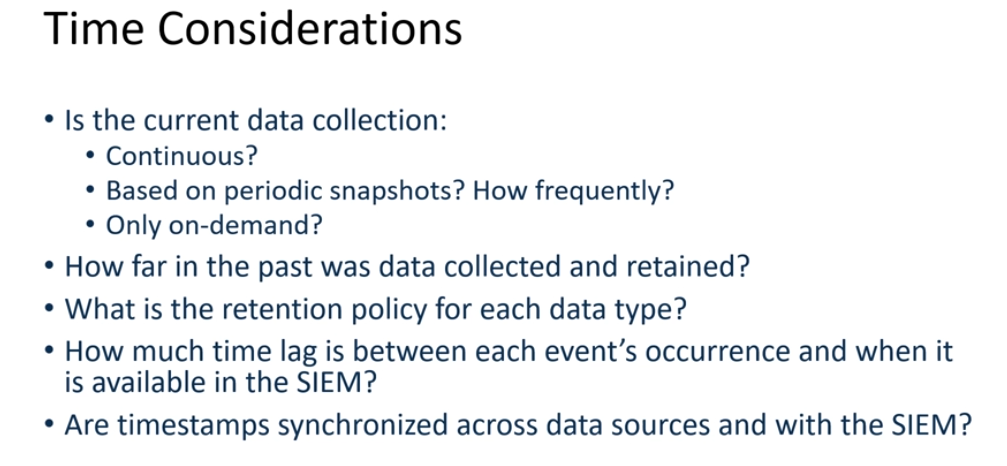 Time Considerations
• Is the current data collection:
• Continuous?
• Based on periodic snapshots? How frequently?
• Only on-demand?
• How far in the past was data collected and retained?
• What is the retention policy for each data type?
• How much time lag is between each event’s occurrence and when it
is available in the SIEM?
• Are timestamps synchronized across data sources and with the SIEM?